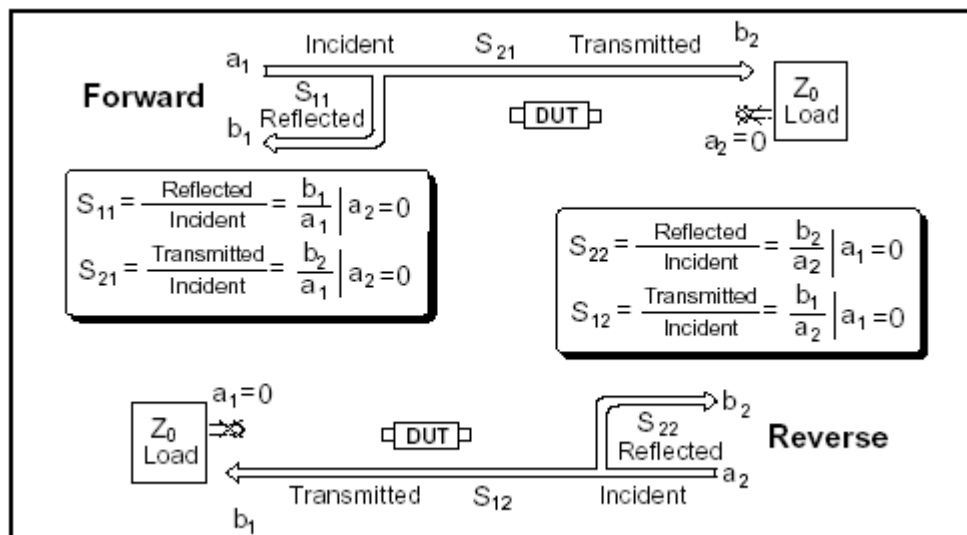 Incident S₂₁ Transmitted b₂
a₁
Forward S₁₁
Reflected
b₁
DUT
Z₀
Load
a₂=0
S₁₁ = Reflected / Incident = b₁ / a₁ | a₂=0
S₂₁ = Transmitted / Incident = b₂ / a₁ | a₂=0
S₂₂ = Reflected / Incident = b₂ / a₂ | a₁=0
S₁₂ = Transmitted / Incident = b₁ / a₂ | a₁=0
a₁=0
Z₀
Load
DUT
b₂
S₂₂
Reflected
Reverse
a₂
Transmitted S₁₂ Incident
b₁